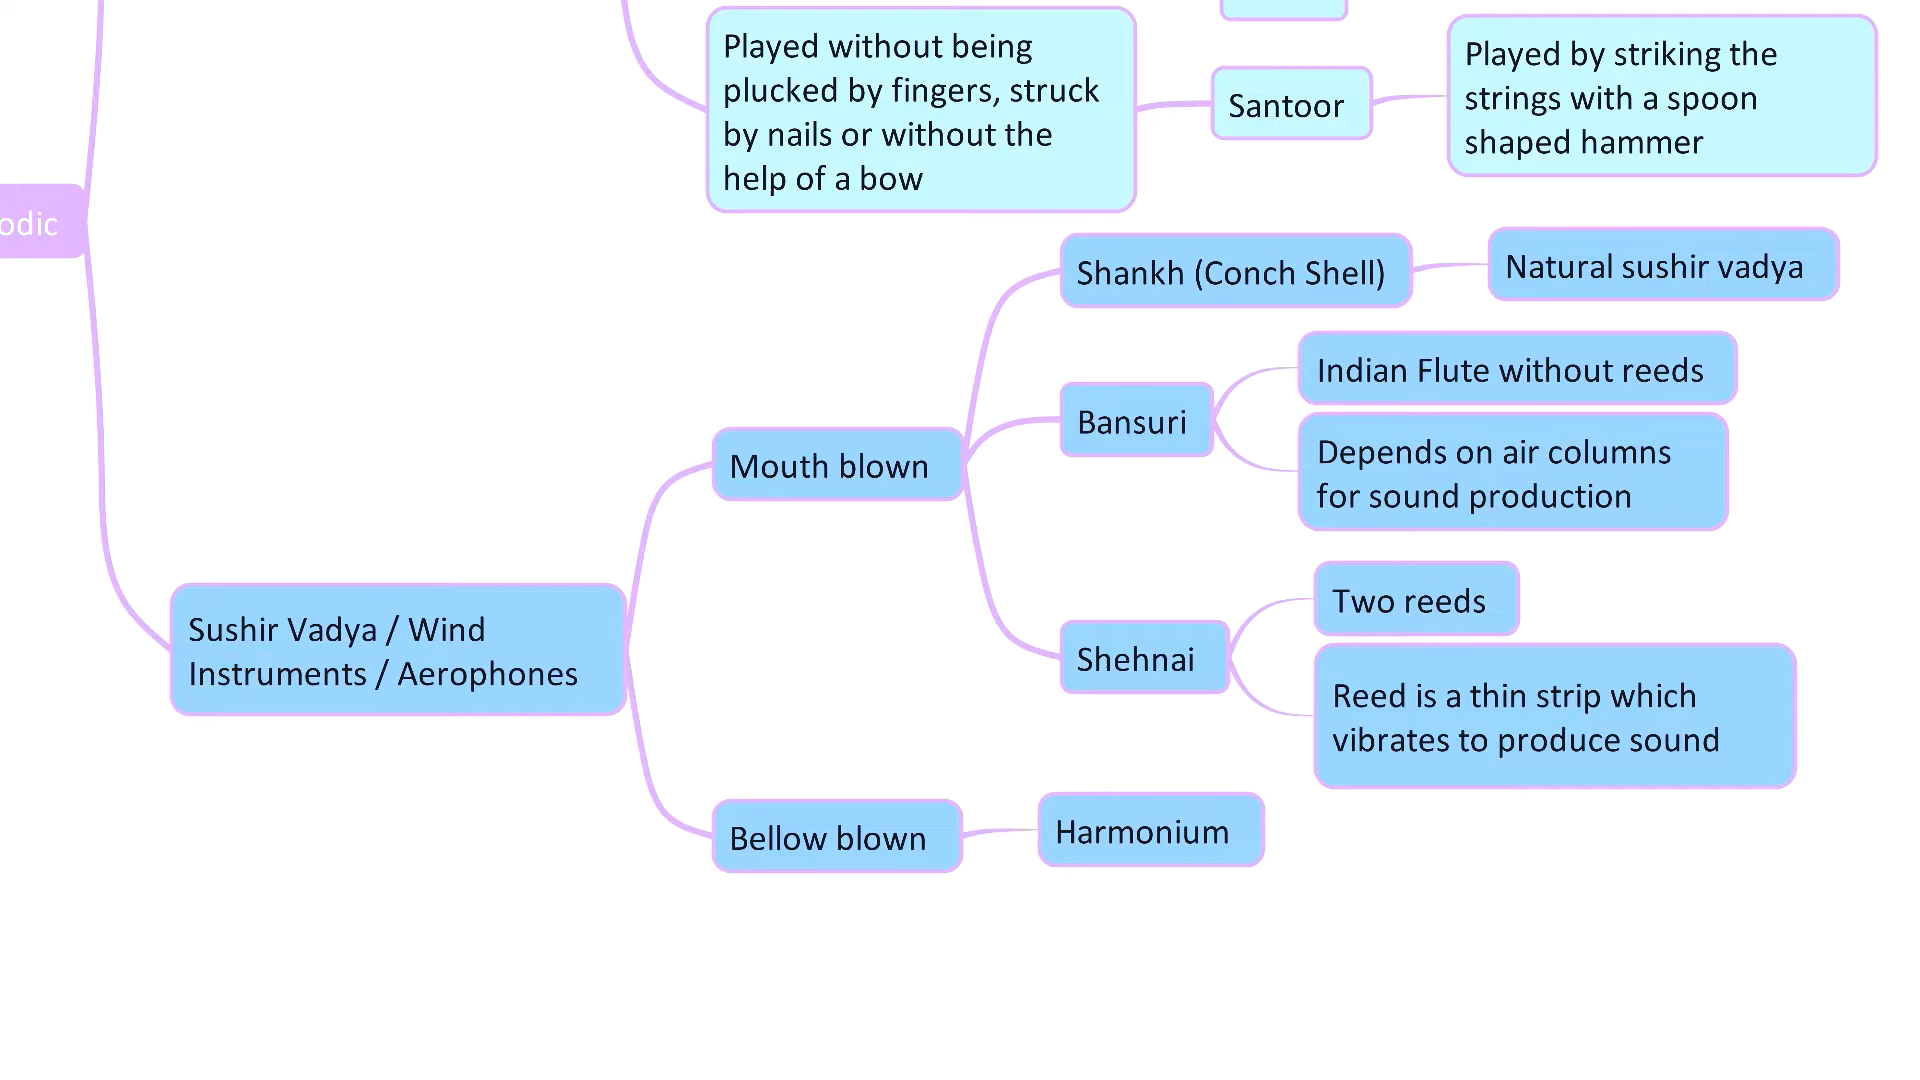 Played without being
plucked by fingers, struck
by nails or without the
help of a bow
Santoor
Played by striking the
strings with a spoon
shaped hammer
odic
Shankh (Conch Shell)
Natural sushir vadya
Bansuri
Indian Flute without reeds
Depends on air columns
for sound production
Mouth blown
Shehnai
Two reeds
Reed is a thin strip which
vibrates to produce sound
Sushir Vadya / Wind
Instruments / Aerophones
Bellow blown
Harmonium